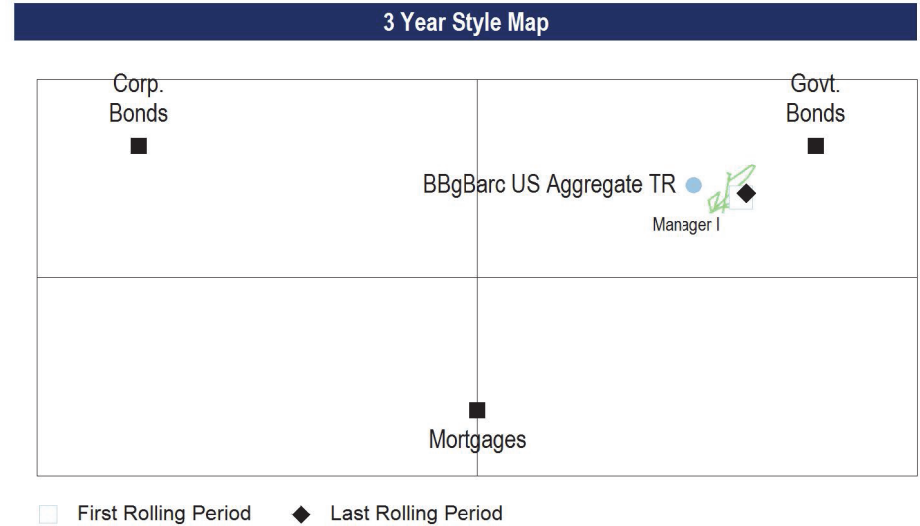 3 Year Style Map
Corp.
Bonds
Govt.
Bonds
BBgBarc US Aggregate TR
Manager I
Mortgages
First Rolling Period
Last Rolling Period